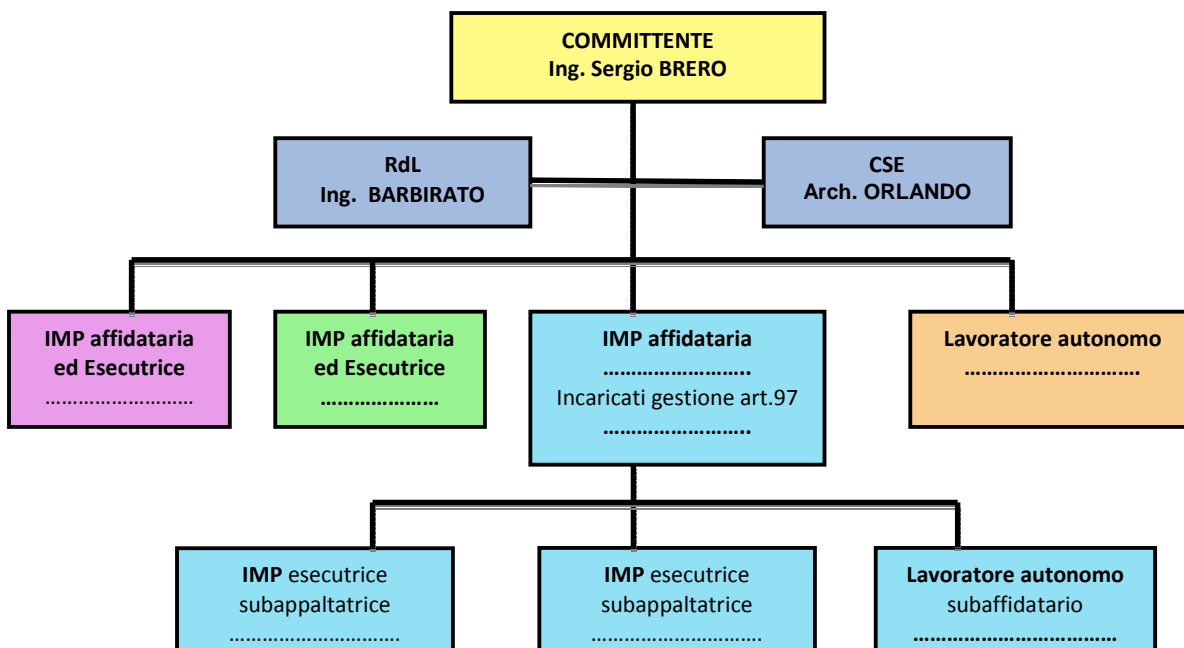 COMMITTENTE
Ing. Sergio BRERO
RdL
Ing. BARBIRATO
CSE
Arch. ORLANDO
IMP affidataria
ed Esecutrice
………………………
IMP affidataria
ed Esecutrice
…………………
IMP affidataria
……………………..
Incaricati gestione art.97
……………………..
Lavoratore autonomo
……………………….
IMP esecutrice
subappaltatrice
……………………….
IMP esecutrice
subappaltatrice
……………………….
Lavoratore autonomo
subaffidatario
………………………………